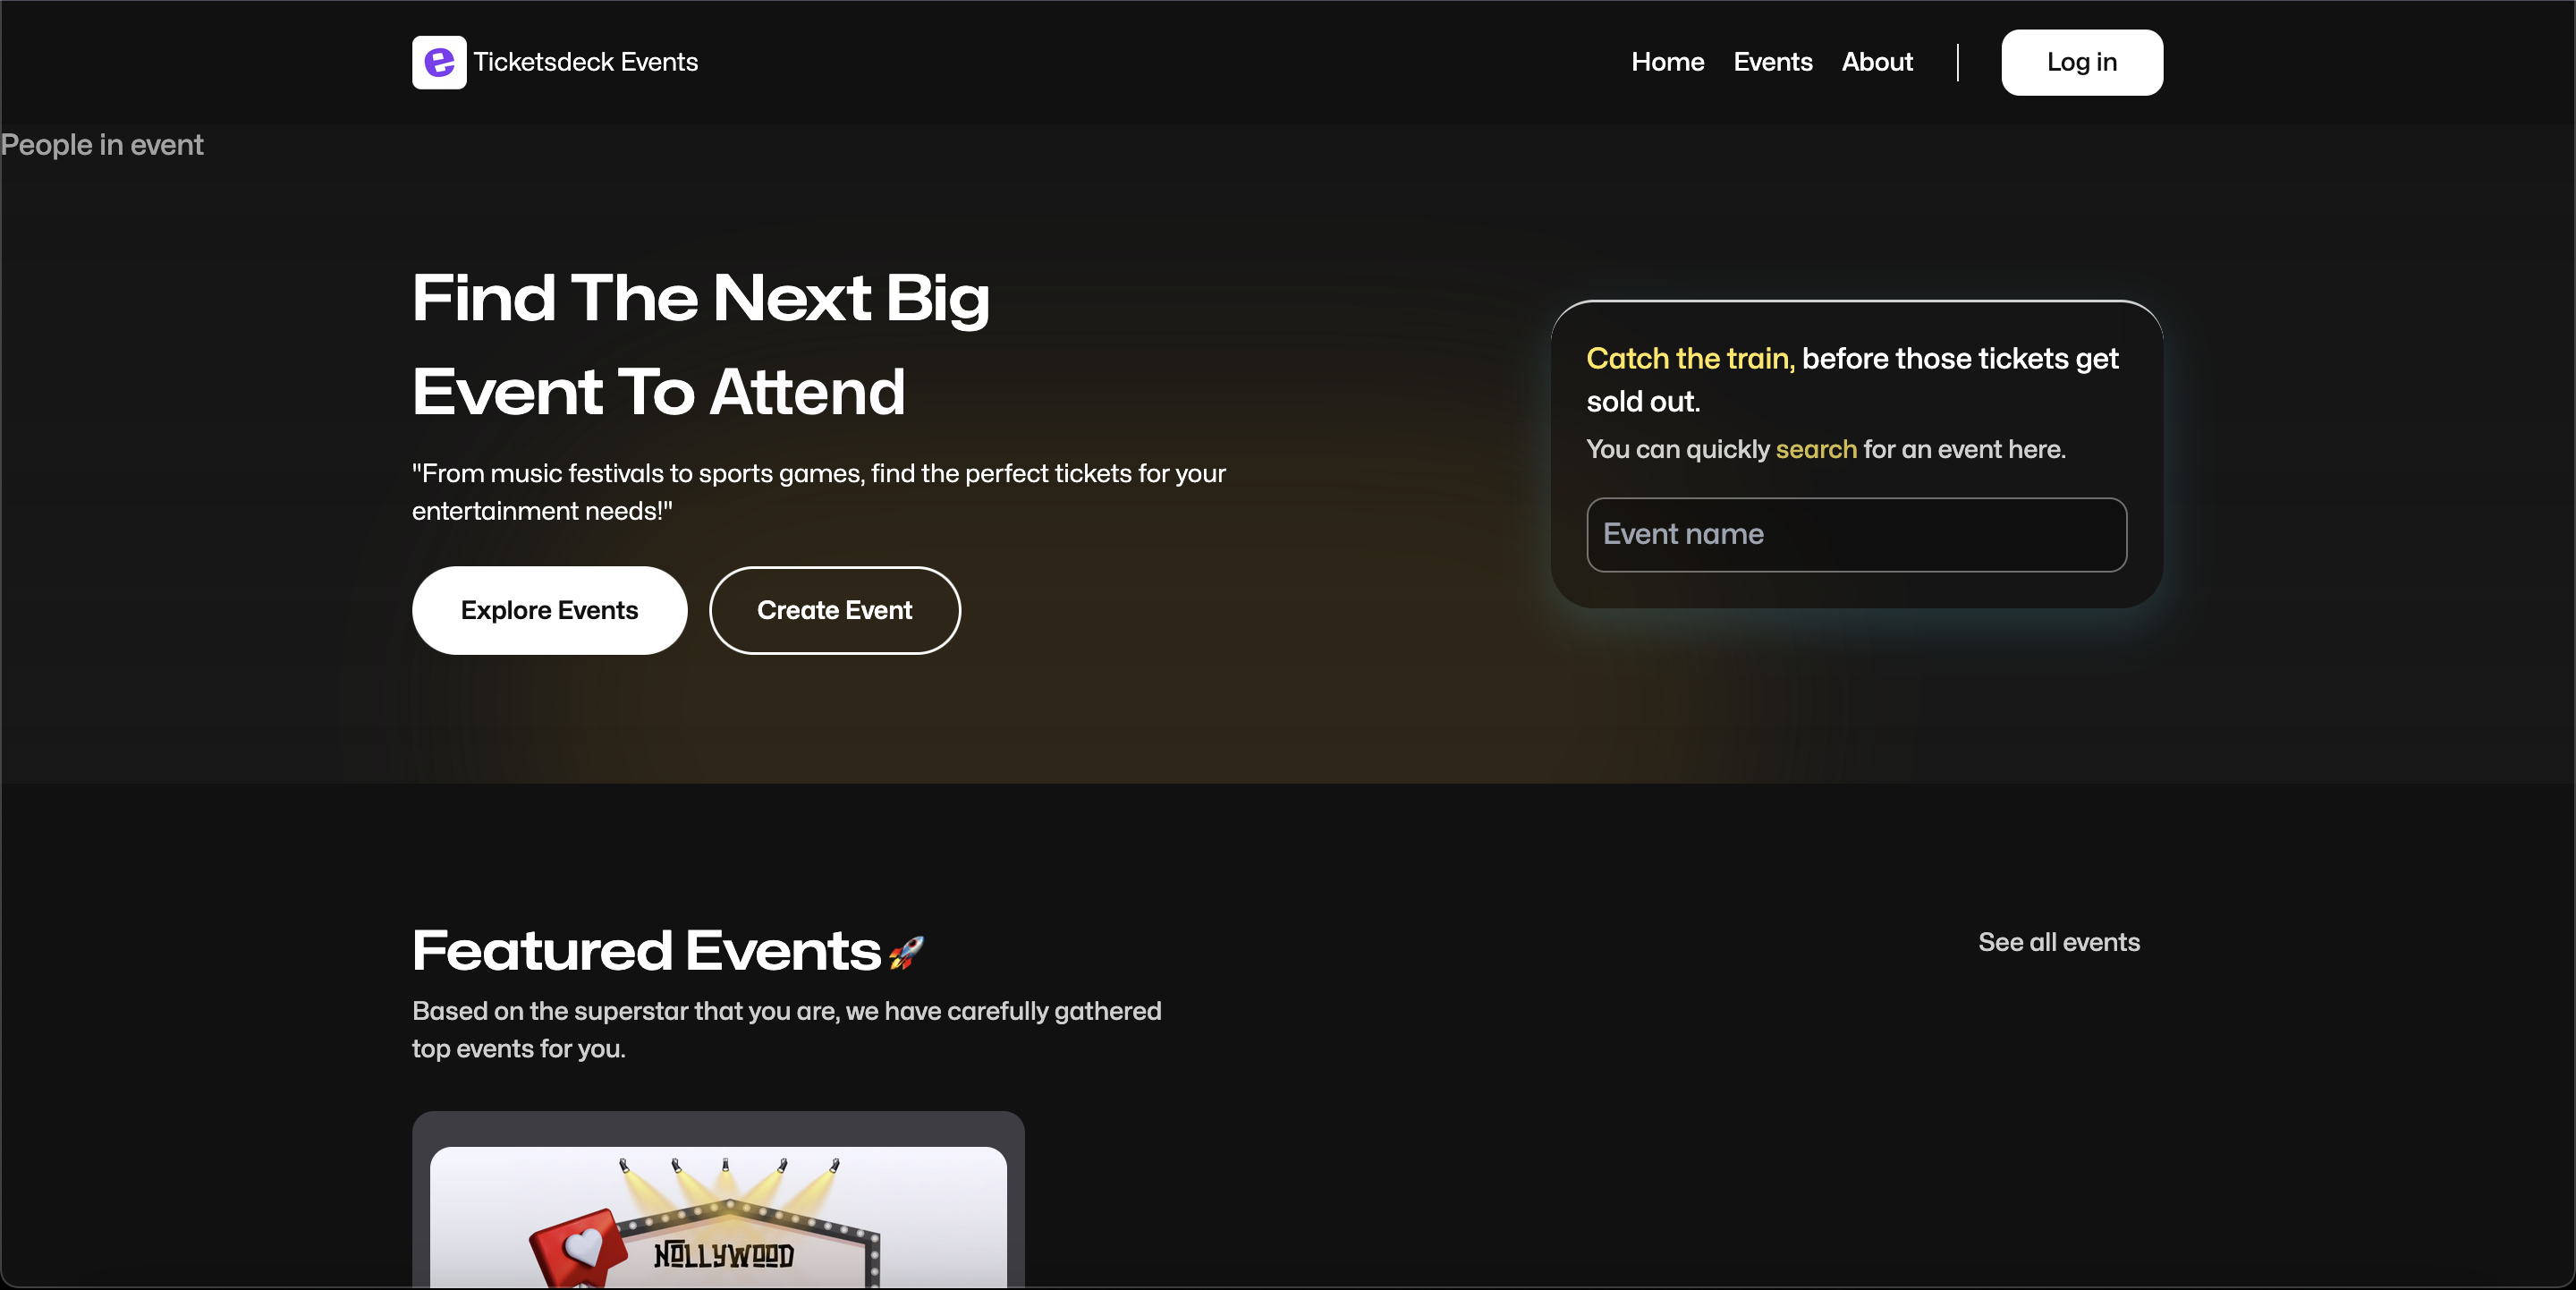 Ticketsdeck Events
Home Events About Log in
People in event
Find The Next Big
Event To Attend
"From music festivals to sports games, find the perfect tickets for your
entertainment needs!"
Explore Events Create Event
Catch the train, before those tickets get
sold out.
You can quickly search for an event here.
Event name
Featured Events🚀
See all events
Based on the superstar that you are, we have carefully gathered
top events for you.
NOLLYWOOD